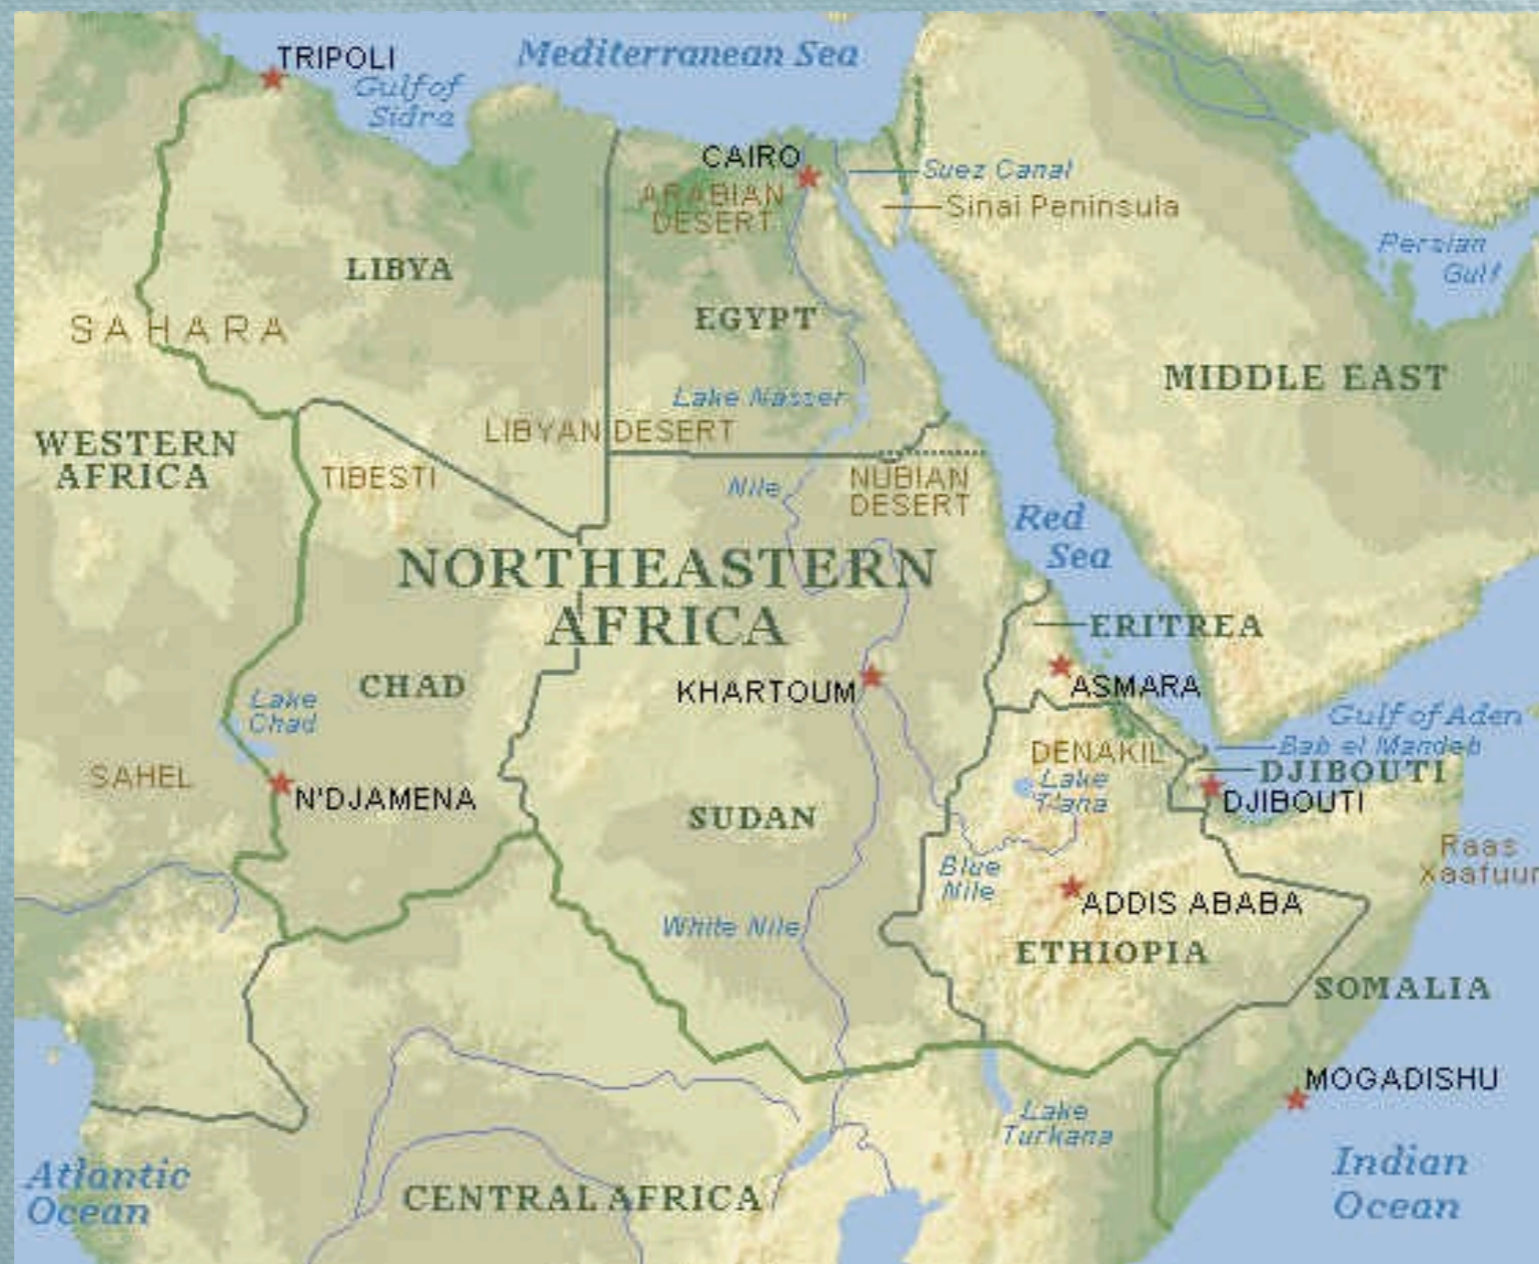 TRIPOLI
Mediterranean Sea
Gulf of
Sidra
CAIRO
Suez Canal
ARABIAN
DESERT
Sinai Peninsula
Persian
Gulf
LIBYA
EGYPT
SAHARA
MIDDLE EAST
Lake Nasser
LIBYAN DESERT
WESTERN
AFRICA
TIBESTI
Nile
NUBIAN
DESERT
Red
Sea
NORTHEASTERN
AFRICA
ERITREA
CHAD
KHARTOUM
ASMARA
Lake
Chad
Gulf of Aden
Bab el Mandeb
DENAKIL
DJIBOUTI
SAHEL
N'DJAMENA
Lake
T'ana
DJIBOUTI
SUDAN
Raas
Xaafuun
Blue
Nile
ADDIS ABABA
White Nile
ETHIOPIA
SOMALIA
MOGADISHU
Lake
Turkana
Atlantic
Ocean
CENTRAL AFRICA
Indian
Ocean